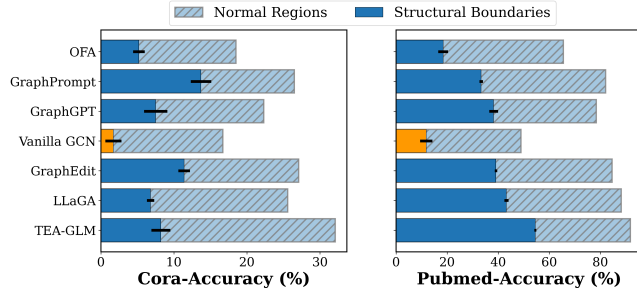 Normal Regions Structural Boundaries
OFA
GraphPrompt
GraphGPT
Vanilla GCN
GraphEdit
LLaGA
TEA-GLM
0 10 20 30
0 20 40 60 80
Cora-Accuracy (%) Pubmed-Accuracy (%)